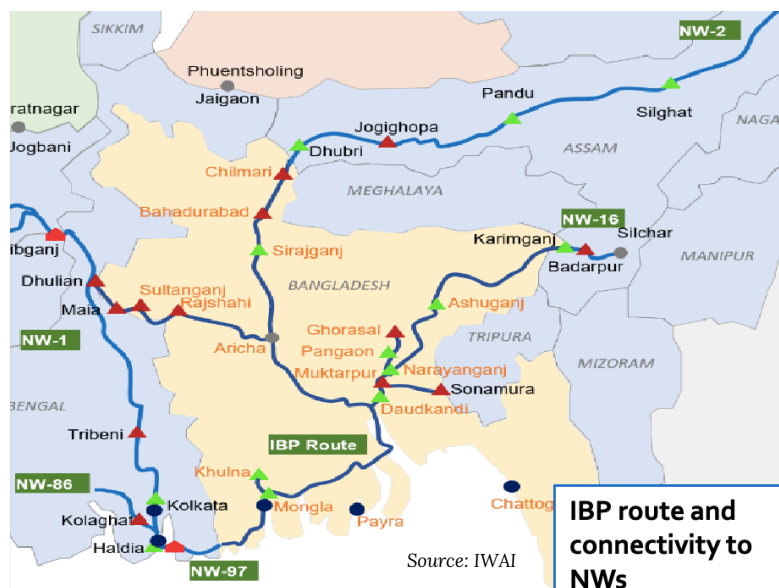 SIKKIM
NW-2
Phuentsholing
Jaigaon
ratnagar
Jogbani
Pandu
Silghat
Jogighopa
Dhubri
NAGA
ASSAM
Chilmari
MEGHALAYA
Bahadurabad
NW-16
Silchar
ibganj
Karimganj
Sirajganj
Badarpur
MANIPUR
Dhulian
Sultanganj
BANGLADESH
Rajshahi
Ashuganj
Maia
Ghorasal
TRIPURA
NW-1
Aricha
Pangaon
Narayanganj
Muktarpur
MIZORAM
Sonamura
BENGAL
Daudkandi
Tribeni
IBP Route
Khulna
NW-86
Kolkata
Mongla
Chattog
Kolaghat
Payra
IBP route and
connectivity to
NWs
Haldia
Source: IWAI
NW-97